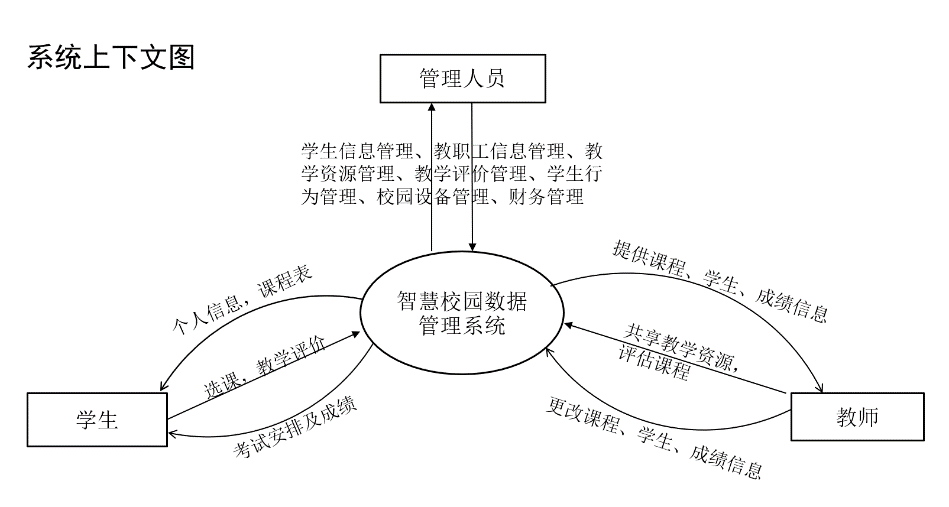 系统上下文图
管理人员
学生信息管理、教职工信息管理、教
学资源管理、教学评价管理、学生行
为管理、校园设备管理、财务管理
个人信息，课程表
智慧校园数据
管理系统
提供课程、学生、成绩信息
选课，教学评价
共享教学资源，
评估课程
学生
考试安排及成绩
更改课程、学生、成绩信息
教师